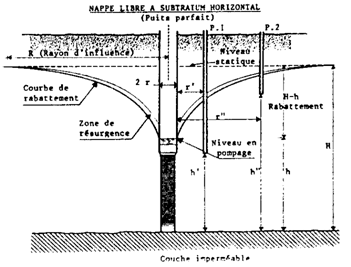 NAPPE LIBRE A SUBSTRATUM HORIZONTAL
(Puits parfait)
P.1
P.2
R (Rayon d'influence)
Niveau
statique
2 r
r'
H-h
Rabattement
Courbe de
rabattement
r"
Zone de
résurgence
Niveau en
pompage
H
h'
h"
h
Couche imperméable